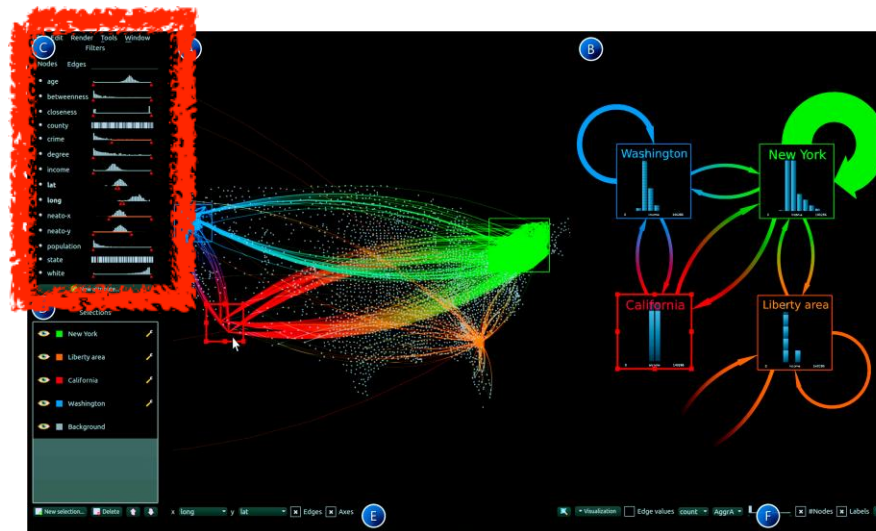 C
Edit Render Tools Window
Filters
Nodes Edges
age
betweenness
closeness
county
crime
degree
income
lat
long
neato-x
neato-y
population
state
white
Selections
New York
Liberty area
California
Washington
Background
New selection... Delete
x long y lat Edges Axes E
B
Washington
New York
California
Liberty area
Visualization Edge values count AggrA F #Nodes Labels